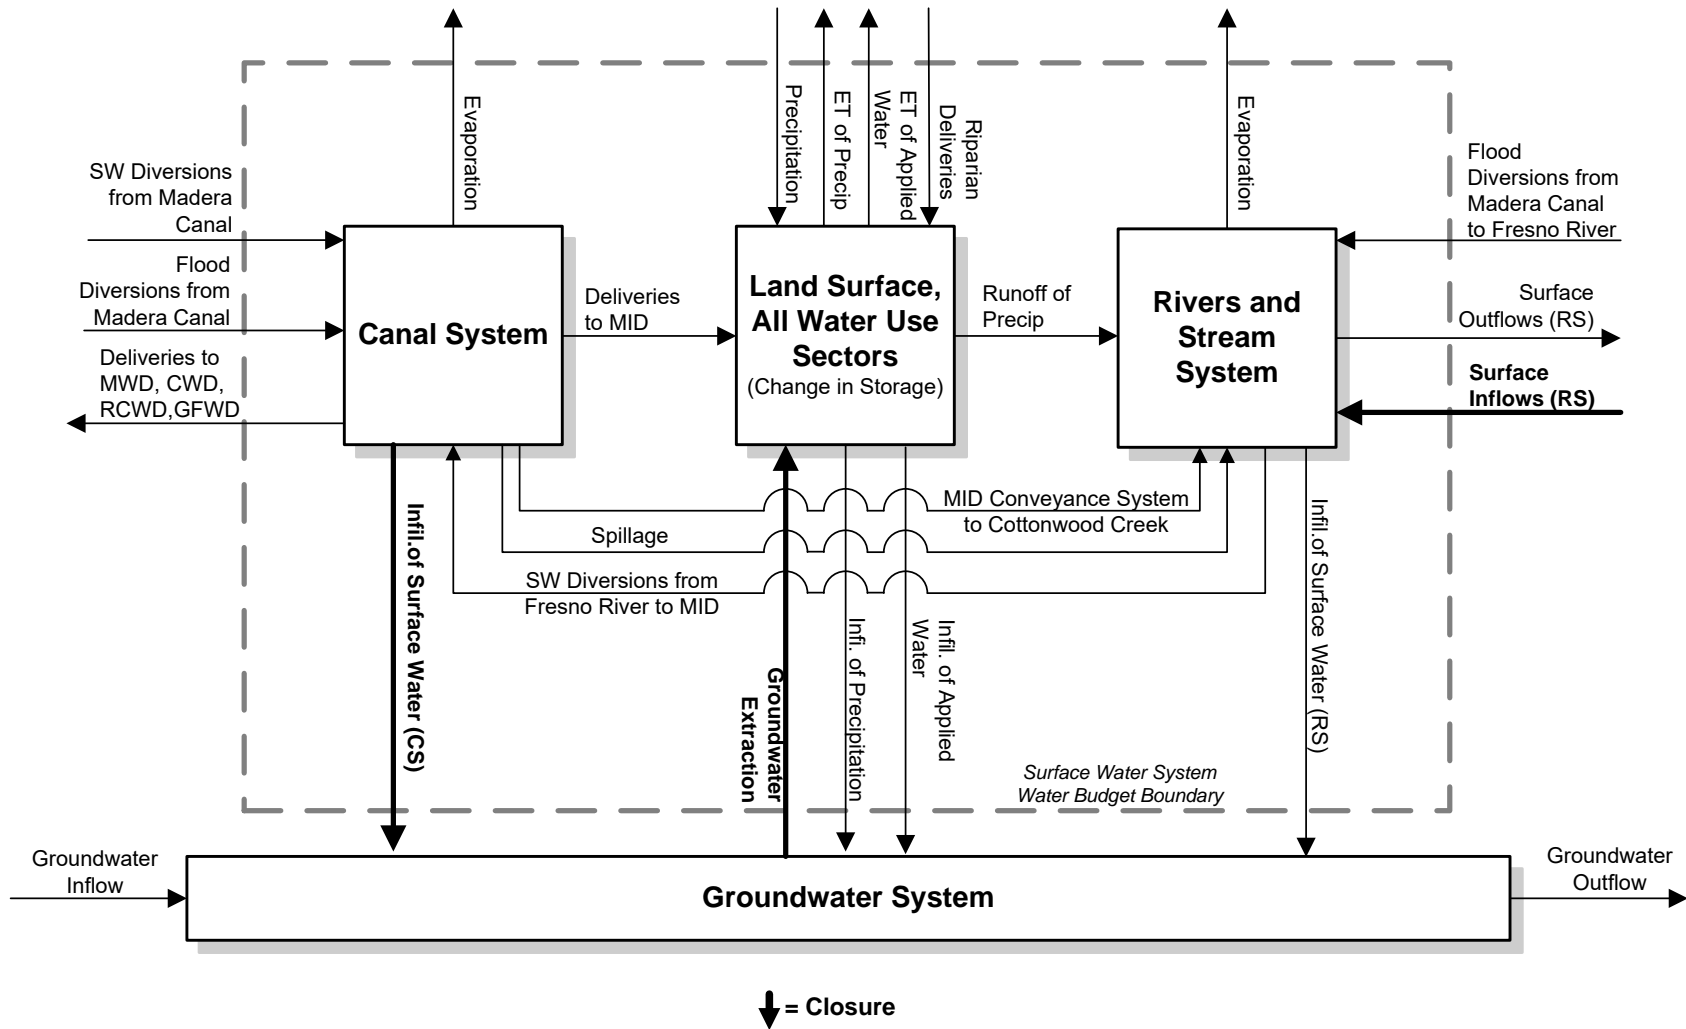 Evaporation
Precipitation
ET of Precip
ET of Applied
Water
Riparian
Deliveries
Evaporation
SW Diversions
from Madera
Canal
Flood
Diversions from
Madera Canal
Deliveries to
MWD, CWD,
RCWD,GFWD
Canal System
Deliveries
to MID
Land Surface,
All Water Use
Sectors
(Change in Storage)
Runoff of
Precip
Rivers and
Stream
System
Flood
Diversions from
Madera Canal
to Fresno River
Surface
Outflows (RS)
Surface
Inflows (RS)
MID Conveyance System
to Cottonwood Creek
Spillage
SW Diversions from
Fresno River to MID
Infil.of Surface Water (CS)
Groundwater
Extraction
Infi. of Precipitation
Infil. of Applied
Water
Infil.of Surface Water (RS)
Surface Water System
Water Budget Boundary
Groundwater
Inflow
Groundwater System
Groundwater
Outflow
= Closure